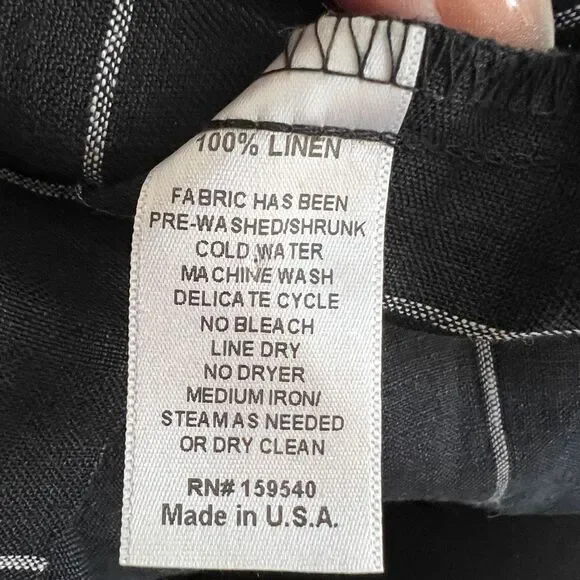 100% LINEN
FABRIC HAS BEEN
PRE-WASHED/SHRUNK
COLD WATER
MACHINE WASH
DELICATE CYCLE
NO BLEACH
LINE DRY
NO DRYER
MEDIUM IRON/
STEAM AS NEEDED
OR DRY CLEAN
RN# 159540
Made in U.S.A.